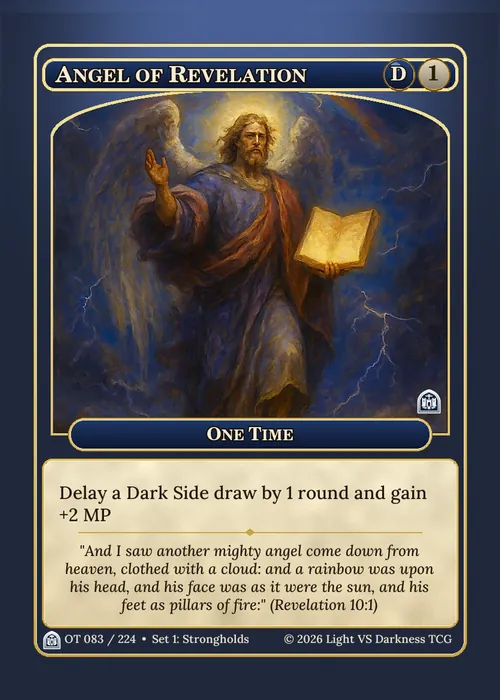 ANGEL OF REVELATION
D 1
ONE TIME
Delay a Dark Side draw by 1 round and gain
+2 MP
"And I saw another mighty angel come down from
heaven, clothed with a cloud: and a rainbow was upon
his head, and his face was as it were the sun, and his
feet as pillars of fire:" (Revelation 10:1)
OT 083 / 224 • Set 1: Strongholds © 2026 Light VS Darkness TCG